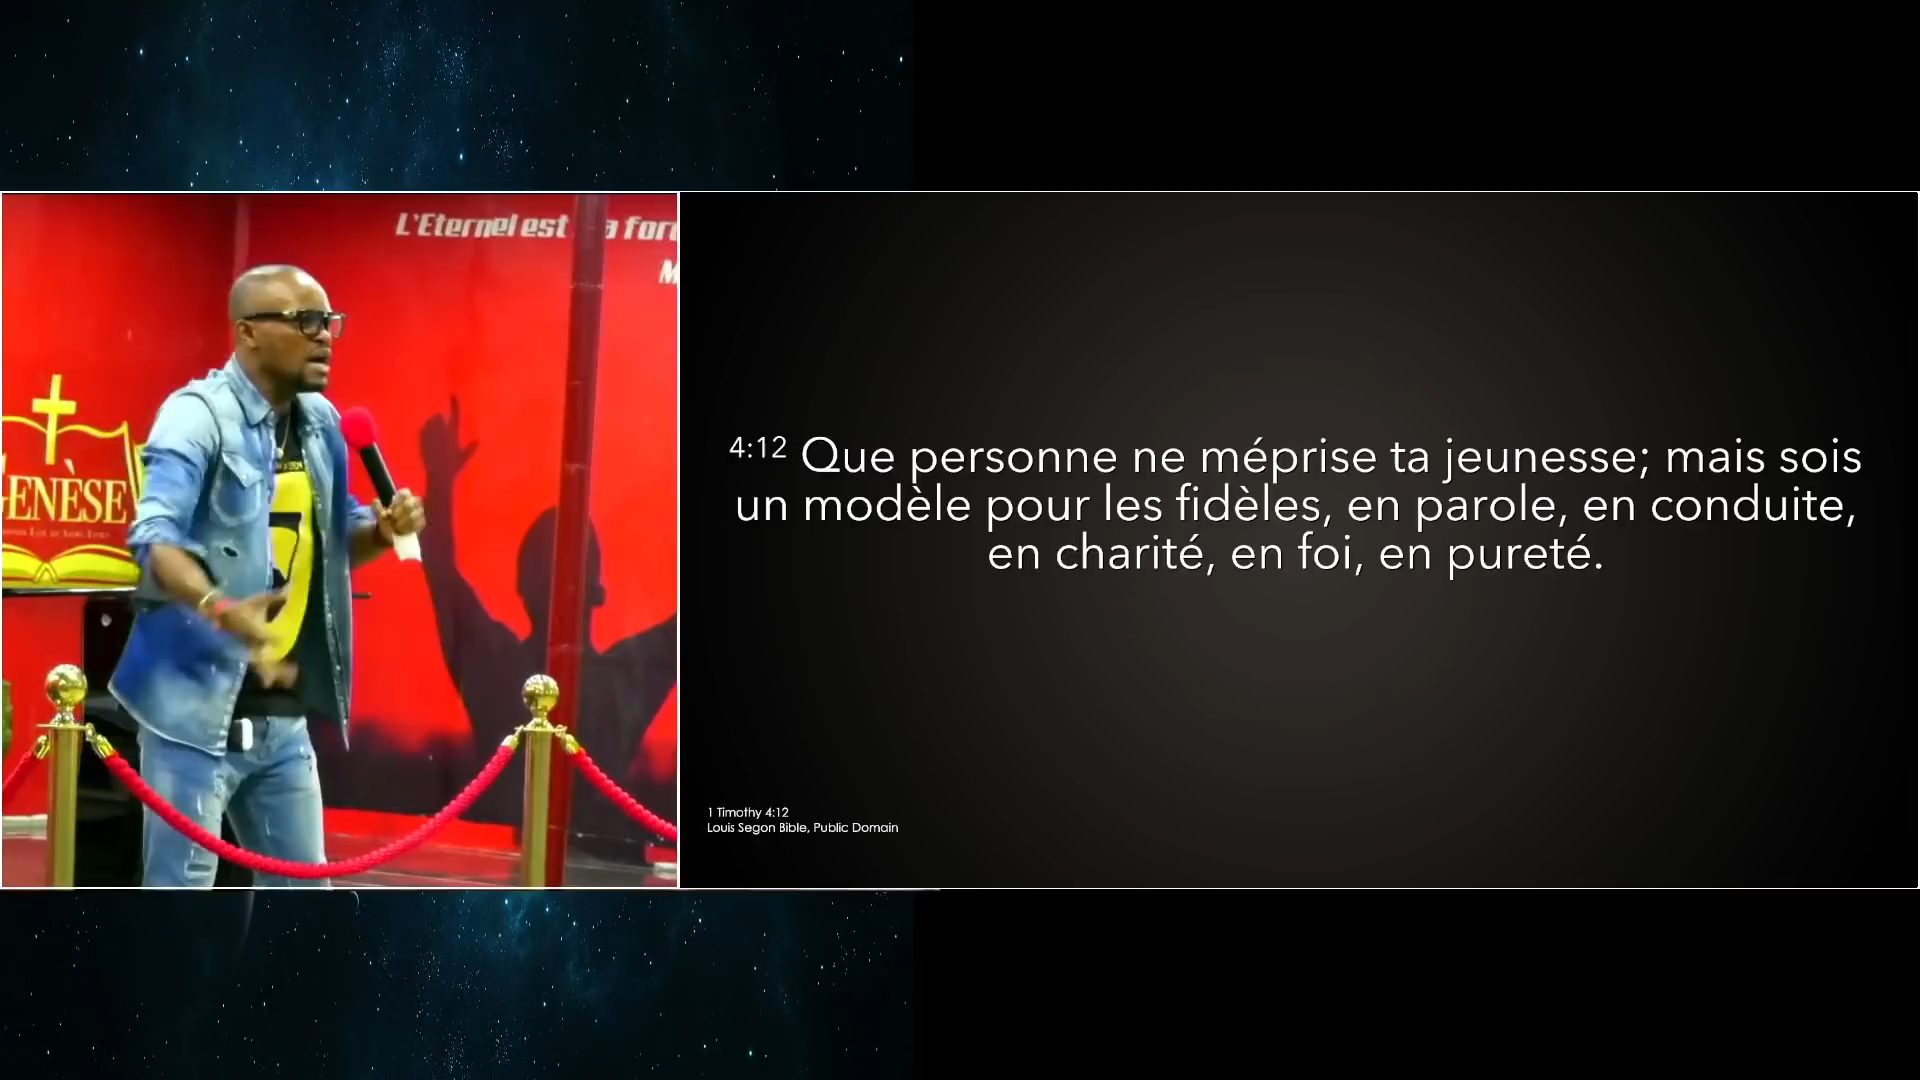 L'Eternel est
GENÈSE
4:12 Que personne ne méprise ta jeunesse; mais sois
un modèle pour les fidèles, en parole, en conduite,
en charité, en foi, en pureté.
1 Timothy 4:12
Louis Segon Bible, Public Domain